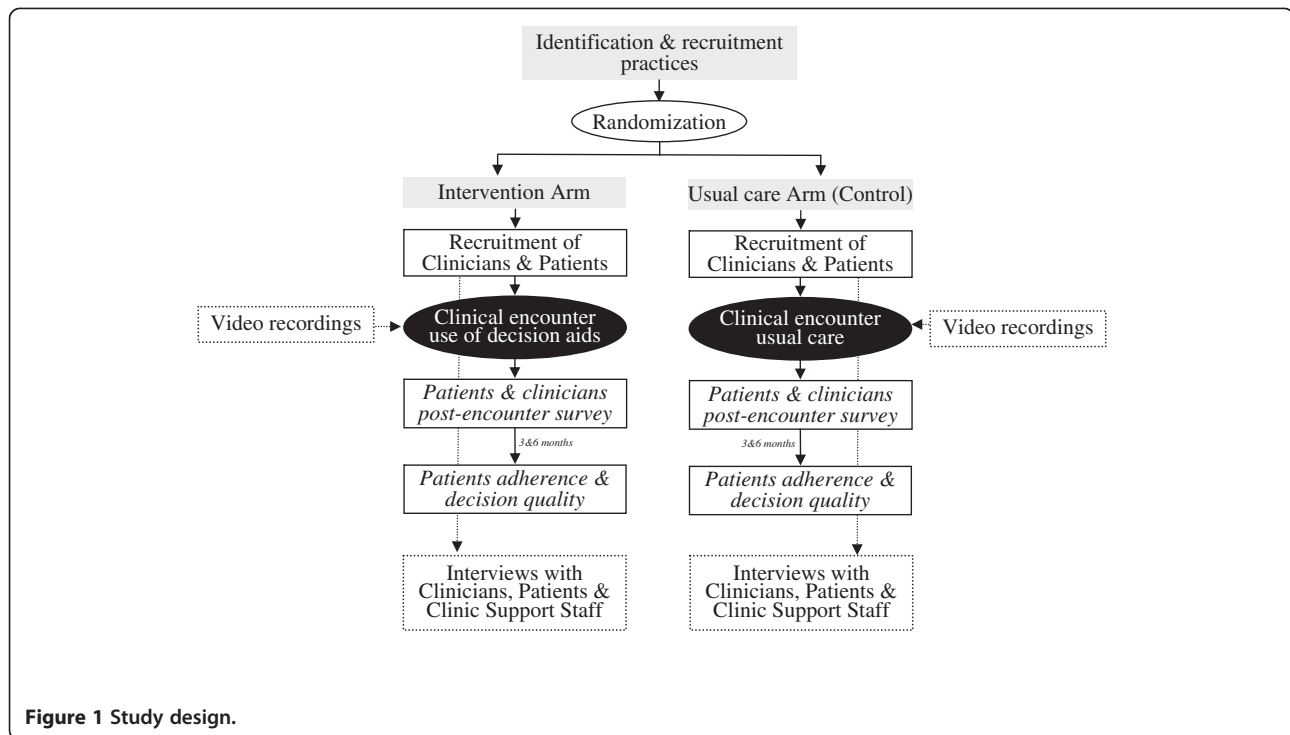 Identification & recruitment
practices
Randomization
Intervention Arm
Usual care Arm (Control)
Recruitment of
Clinicians & Patients
Recruitment of
Clinicians & Patients
Video recordings
Clinical encounter
use of decision aids
Clinical encounter
usual care
Video recordings
Patients & clinicians
post-encounter survey
Patients & clinicians
post-encounter survey
3&6 months
3&6 months
Patients adherence &
decision quality
Patients adherence &
decision quality
Interviews with
Clinicians, Patients &
Clinic Support Staff
Interviews with
Clinicians, Patients &
Clinic Support Staff
Figure 1 Study design.